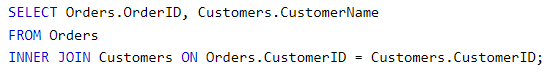 SELECT Orders.OrderID, Customers.CustomerName
FROM Orders
INNER JOIN Customers ON Orders.CustomerID = Customers.CustomerID;